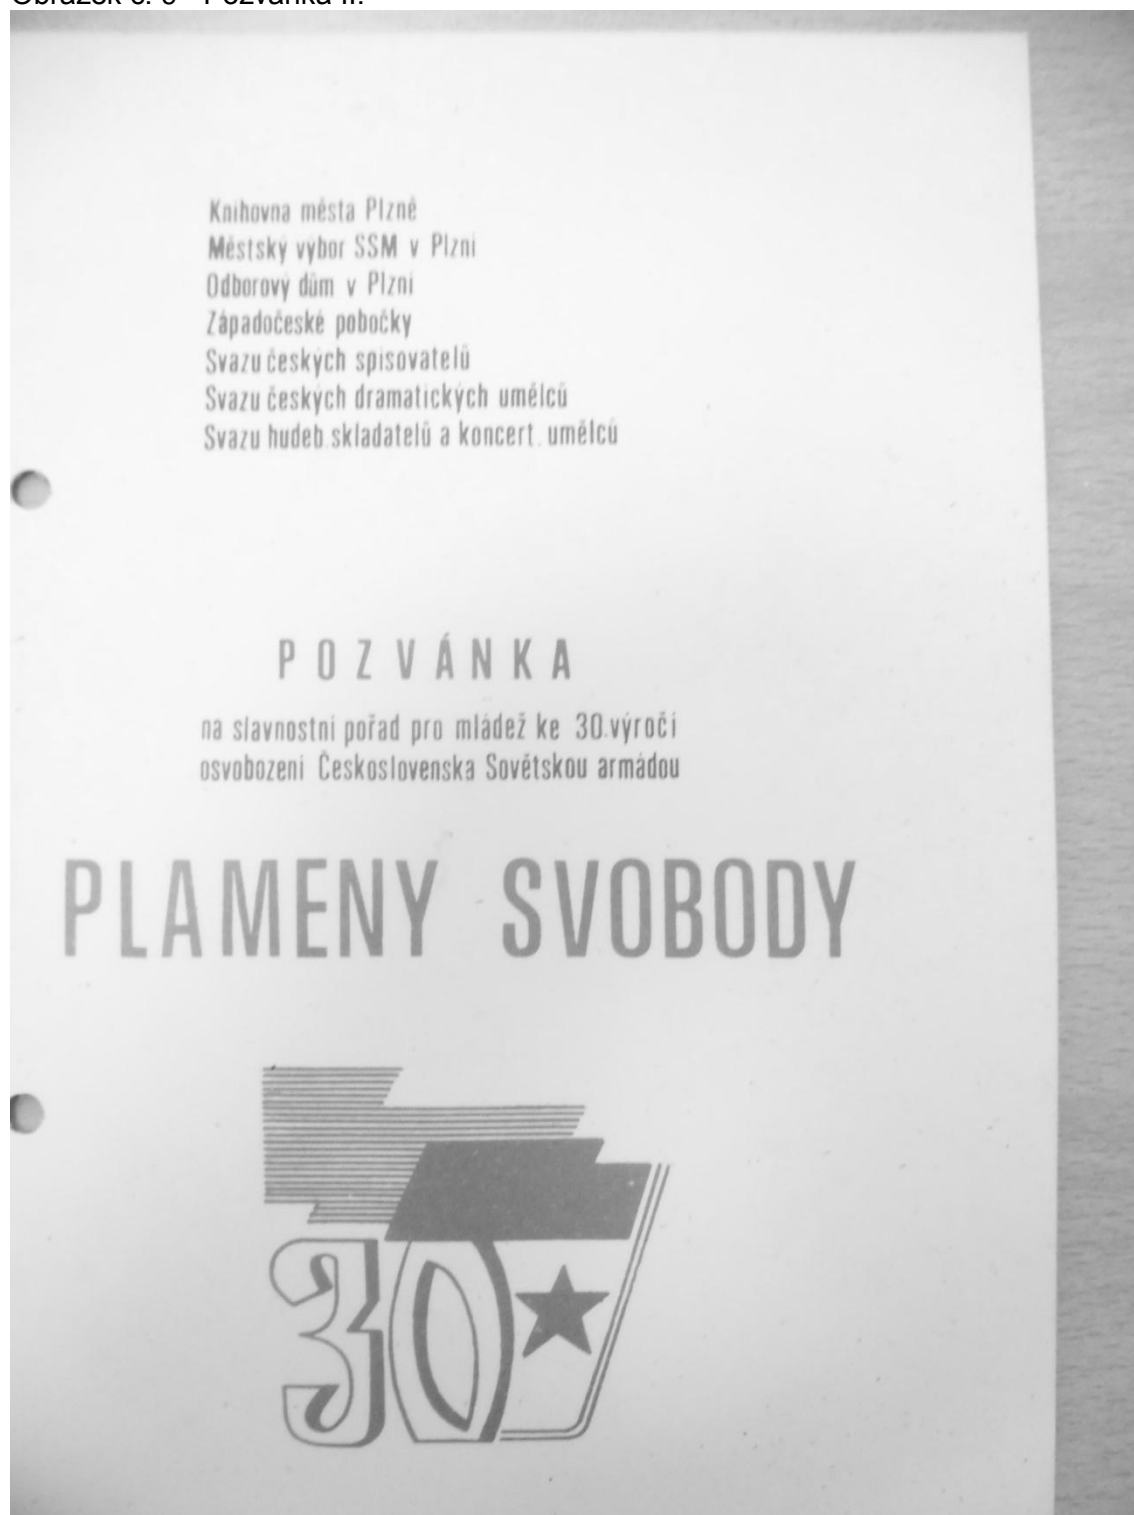 Pozvánka II.
Knihovna města Plzně
Městský výbor SSM v Plzni
Odborový dům v Plzni
Západočeské pobočky
Svazu českých spisovatelů
Svazu českých dramatických umělců
Svazu hudeb. skladatelů a koncert. umělců
POZVÁNKA
na slavnostní pořad pro mládež ke 30.výročí
osvobození Československa Sovětskou armádou
PLAMENY SVOBODY
30